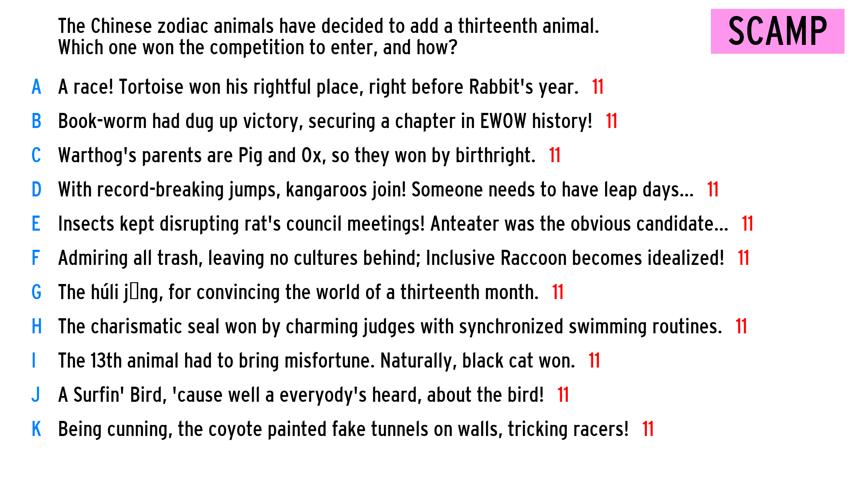 The Chinese zodiac animals have decided to add a thirteenth animal.
Which one won the competition to enter, and how?
SCAMP
A A race! Tortoise won his rightful place, right before Rabbit's year. 11
B Book-worm had dug up victory, securing a chapter in EWOW history! 11
C Warthog's parents are Pig and Ox, so they won by birthright. 11
D With record-breaking jumps, kangaroos join! Someone needs to have leap days... 11
E Insects kept disrupting rat's council meetings! Anteater was the obvious candidate... 11
F Admiring all trash, leaving no cultures behind; Inclusive Raccoon becomes idealized! 11
G The húli j▯ng, for convincing the world of a thirteenth month. 11
H The charismatic seal won by charming judges with synchronized swimming routines. 11
I The 13th animal had to bring misfortune. Naturally, black cat won. 11
J A Surfin' Bird, 'cause well a everyody's heard, about the bird! 11
K Being cunning, the coyote painted fake tunnels on walls, tricking racers! 11